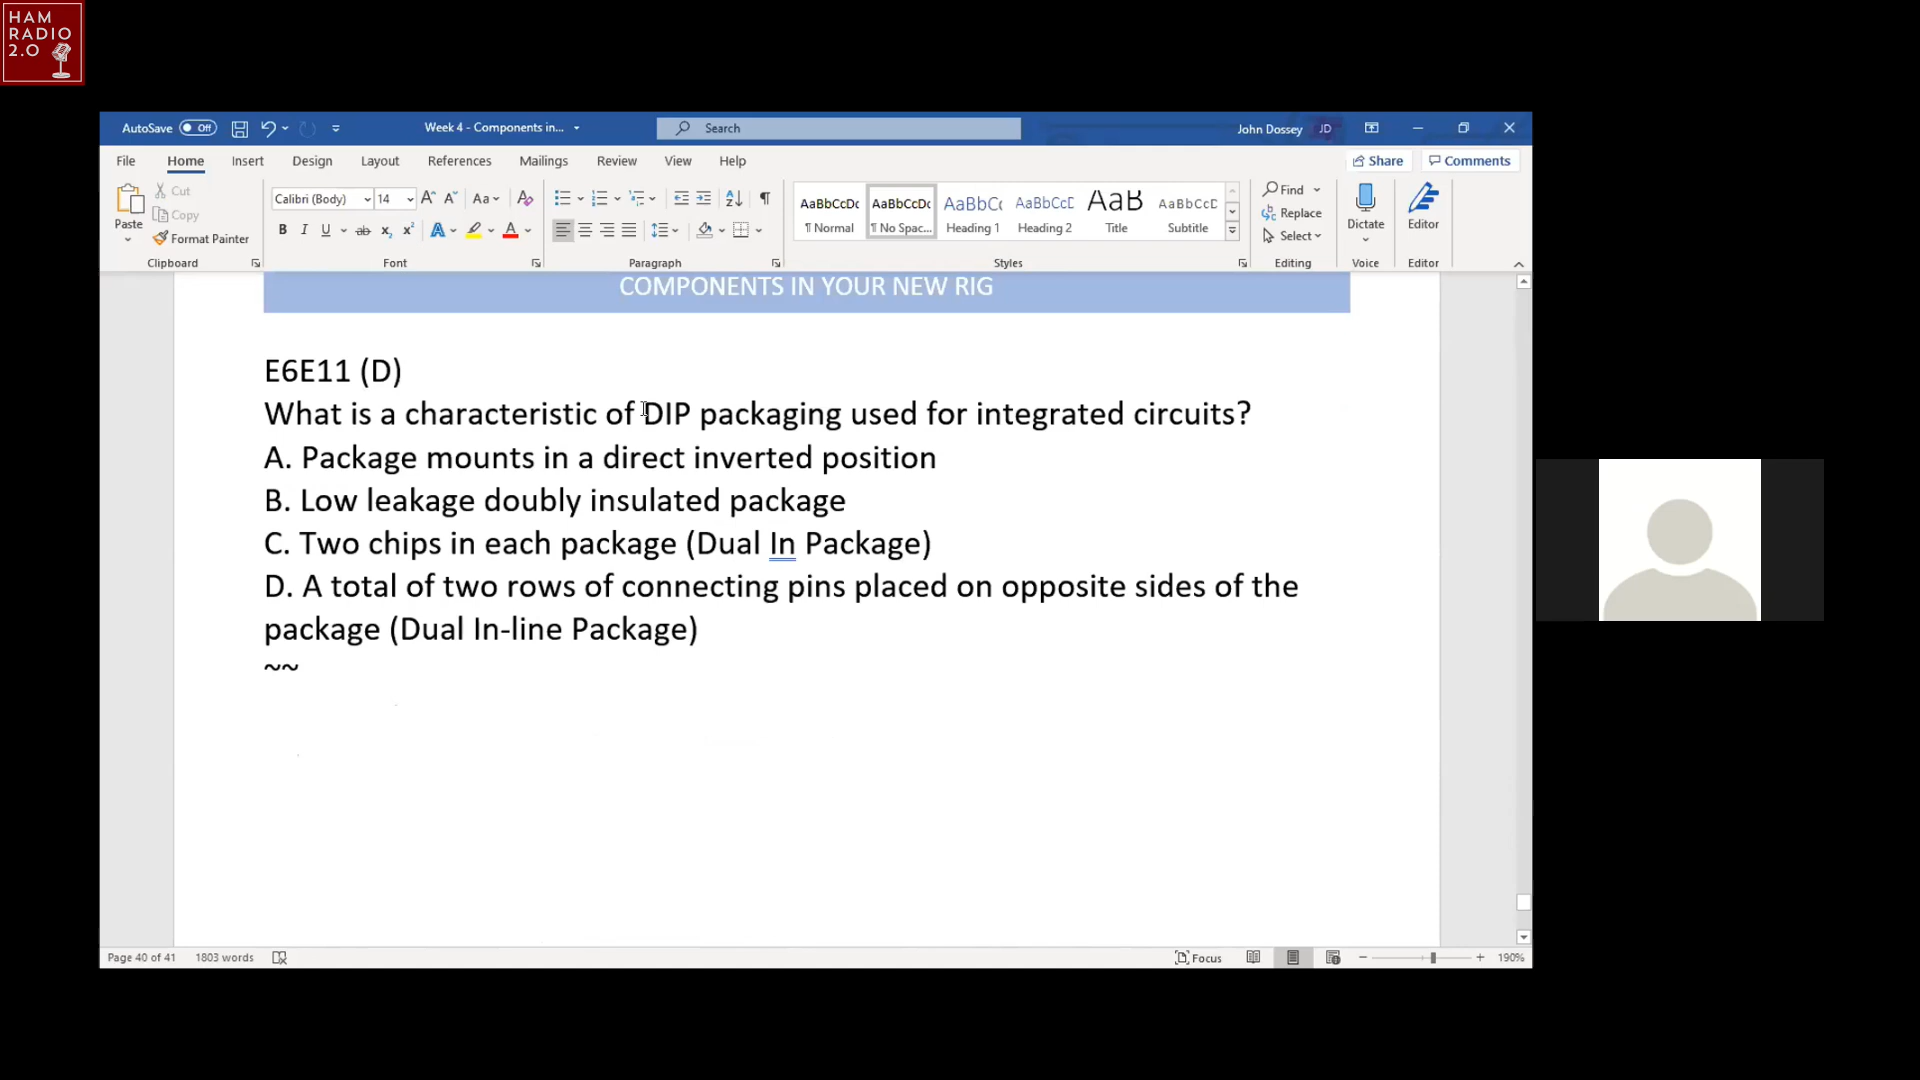 HAM
RADIO
2.0
AutoSave Off
Week 4 - Components in...
Search
John Dossey JD
File Home Insert Design Layout References Mailings Review View Help
Share Comments
Paste
Cut
Copy
Format Painter
Clipboard
Calibri (Body) 14
Font
Paragraph
AaBbCcDc AaBbCcDc AaBbCc AaBbCcD AaB AaBbCcD
¶ Normal ¶ No Spac... Heading 1 Heading 2 Title Subtitle
Styles
Find
Replace
Select
Editing
Dictate
Voice
Editor
Editor
COMPONENTS IN YOUR NEW RIG
E6E11 (D)
What is a characteristic of DIP packaging used for integrated circuits?
A. Package mounts in a direct inverted position
B. Low leakage doubly insulated package
C. Two chips in each package (Dual In Package)
D. A total of two rows of connecting pins placed on opposite sides of the
package (Dual In-line Package)
~~
Page 40 of 41 1803 words
Focus
190%